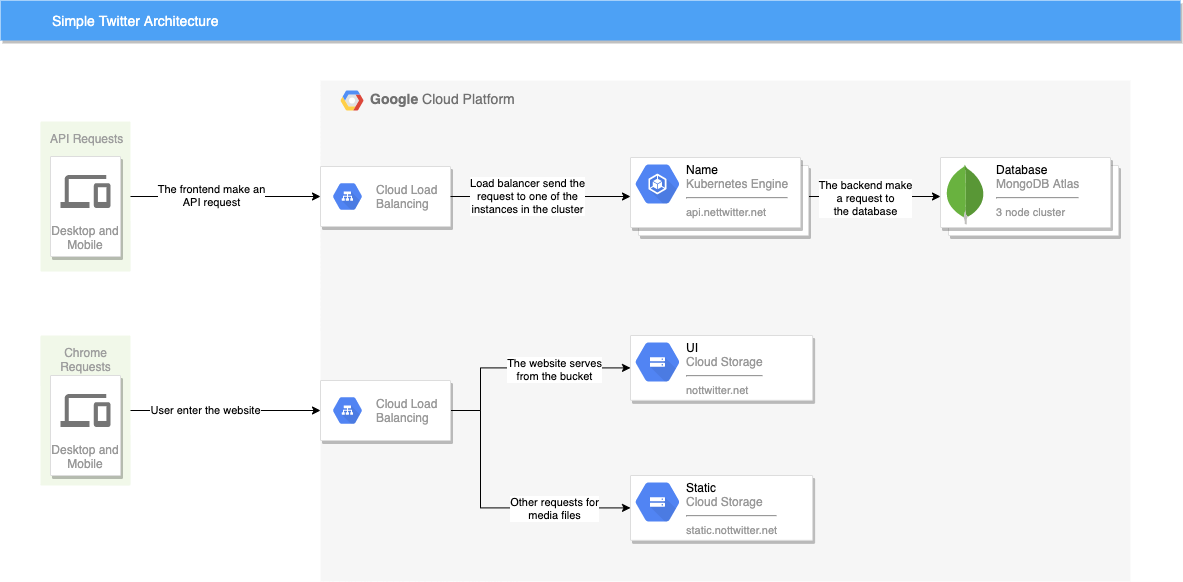 Simple Twitter Architecture
Google Cloud Platform
API Requests
Desktop and
Mobile
The frontend make an
API request
Cloud Load
Balancing
Load balancer send the
request to one of the
instances in the cluster
Name
Kubernetes Engine
api.nettwitter.net
The backend make
a request to
the database
Database
MongoDB Atlas
3 node cluster
Chrome
Requests
Desktop and
Mobile
User enter the website
Cloud Load
Balancing
The website serves
from the bucket
UI
Cloud Storage
nottwitter.net
Other requests for
media files
Static
Cloud Storage
static.nottwitter.net